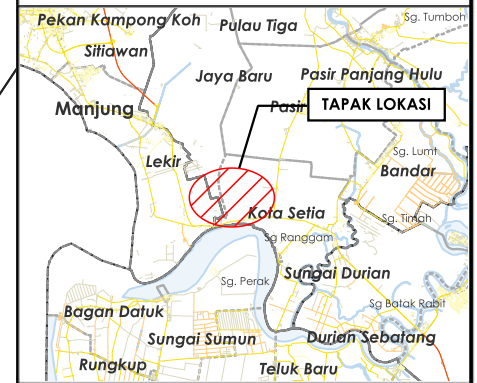 Pekan Kampong Koh
Pulau Tiga
Sg. Tumboh
Sitiawan
Jaya Baru
Pasir Panjang Hulu
Manjung
Pasir
TAPAK LOKASI
Lekir
Sg. Lumt
Bandar
Kota Setia
Sg. Timah
Sg Ranggam
Sg. Perak
Sungai Durian
Sg Batak Rabit
Bagan Datuk
Sungai Sumun
Durian Sebatang
Rungkup
Teluk Baru